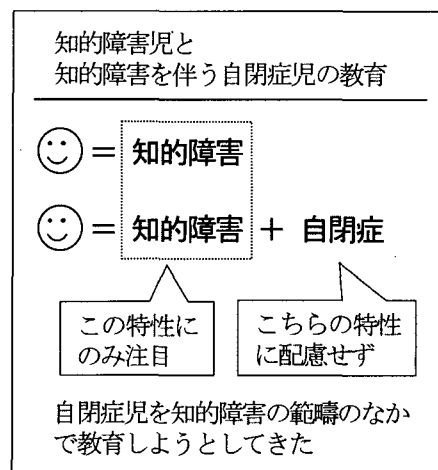 知的障害児と
知的障害を伴う自閉症児の教育
= 知的障害
= 知的障害 + 自閉症
この特性に
のみ注目
こちらの特性
に配慮せず
自閉症児を知的障害の範疇のなか
で教育しようとしてきた